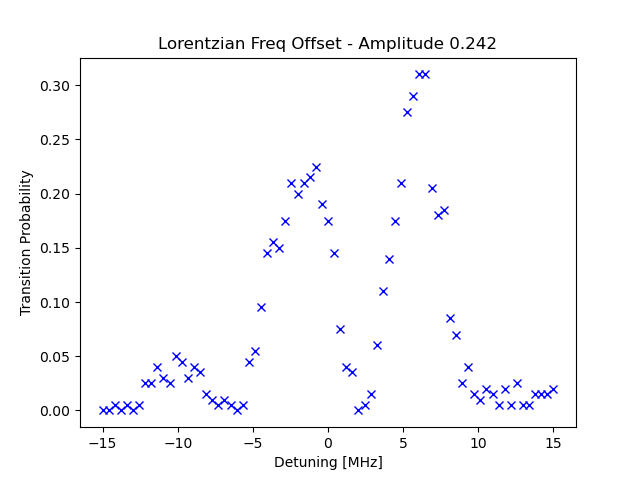 Lorentzian Freq Offset - Amplitude 0.242
Transition Probability
0.30
0.25
0.20
0.15
0.10
0.05
0.00
−15 −10 −5 0 5 10 15
Detuning [MHz]